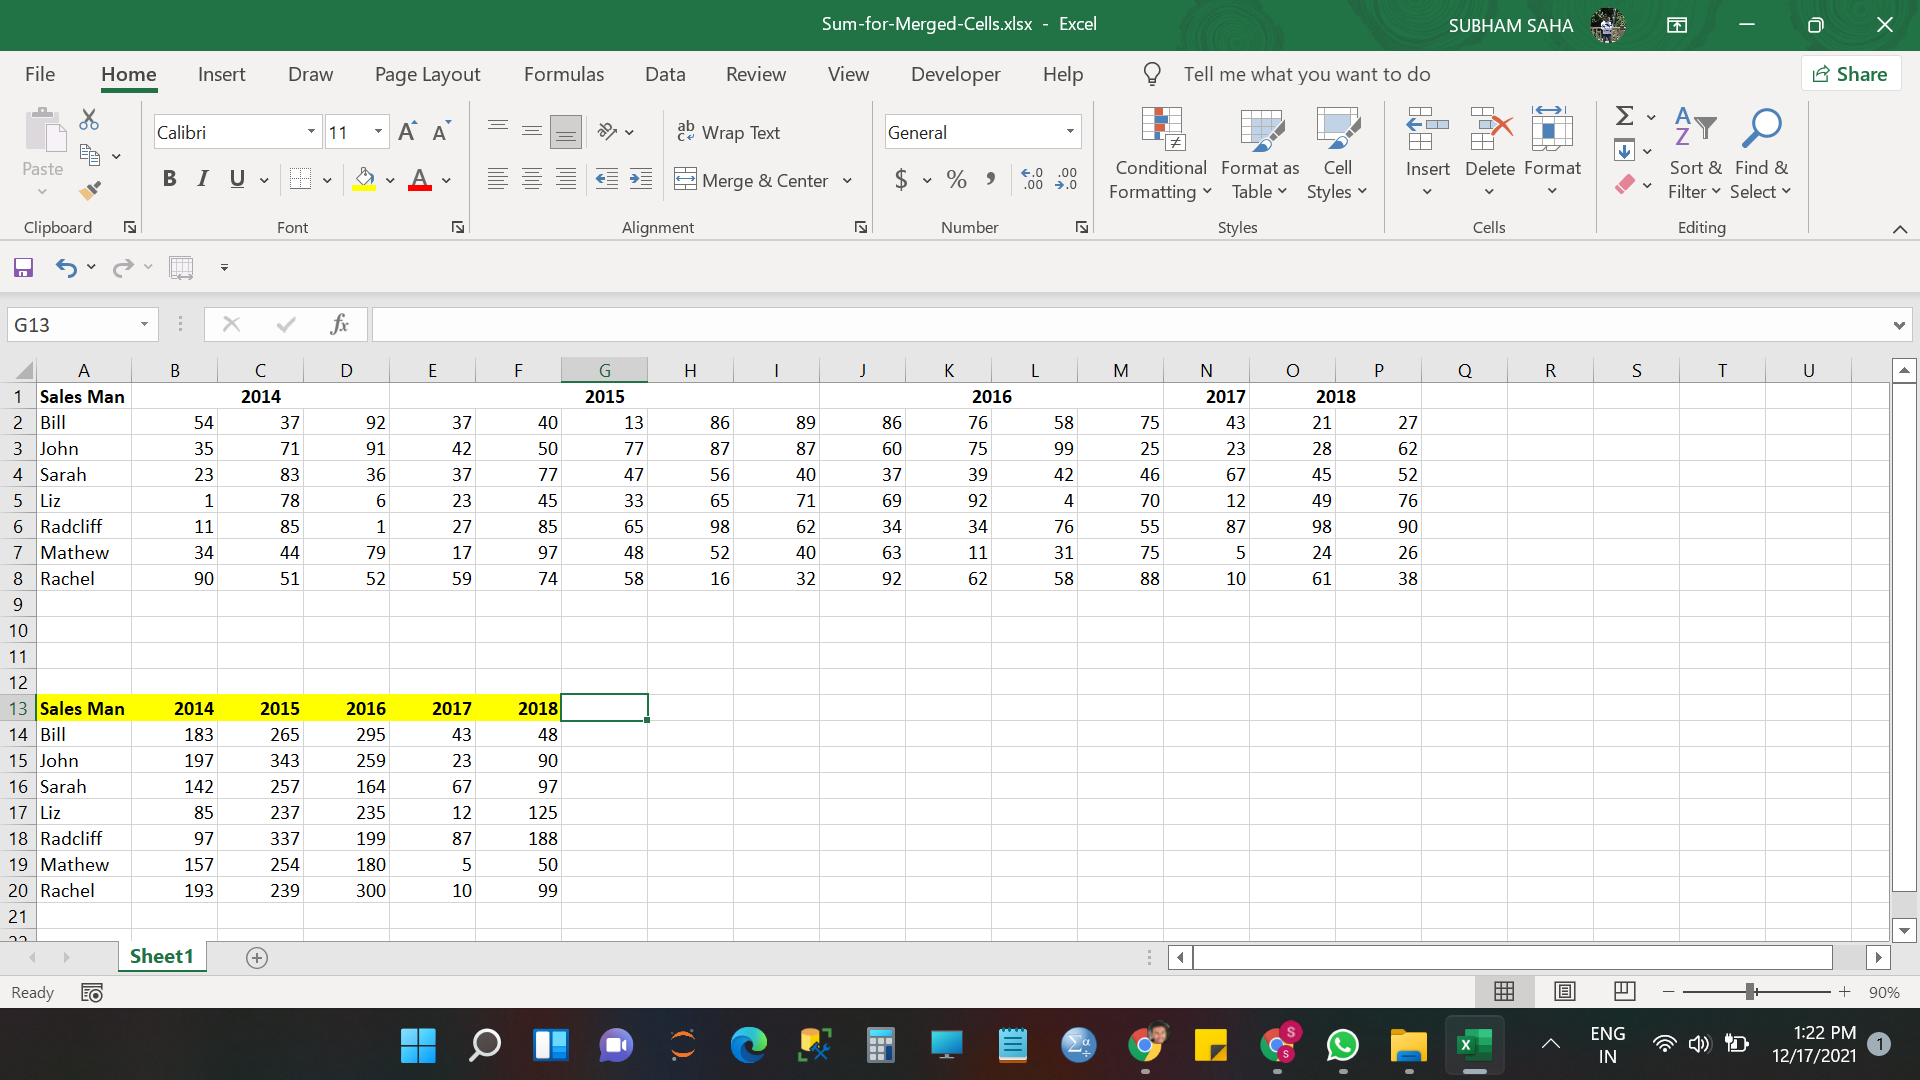 Sum-for-Merged-Cells.xlsx - Excel
SUBHAM SAHA
File Home Insert Draw Page Layout Formulas Data Review View Developer Help Tell me what you want to do Share
Calibri 11 Wrap Text General
Paste
B I U Merge & Center $ % , .00 .0
Conditional Formatting
Format as Table
Cell Styles
Insert Delete Format
Sort & Filter
Find & Select
Clipboard Font Alignment Number Styles Cells Editing
G13 fx
A B C D E F G H I J K L M N O P Q R S T U
1 Sales Man 2014 2015 2016 2017 2018
2 Bill 54 37 92 37 40 13 86 89 86 76 58 75 43 21 27
3 John 35 71 91 42 50 77 87 87 60 75 99 25 23 28 62
4 Sarah 23 83 36 37 77 47 56 40 37 39 42 46 67 45 52
5 Liz 1 78 6 23 45 33 65 71 69 92 4 70 12 49 76
6 Radcliff 11 85 1 27 85 65 98 62 34 34 76 55 87 98 90
7 Mathew 34 44 79 17 97 48 52 40 63 11 31 75 5 24 26
8 Rachel 90 51 52 59 74 58 16 32 92 62 58 88 10 61 38
9
10
11
12
13 Sales Man 2014 2015 2016 2017 2018
14 Bill 183 265 295 43 48
15 John 197 343 259 23 90
16 Sarah 142 257 164 67 97
17 Liz 85 237 235 12 125
18 Radcliff 97 337 199 87 188
19 Mathew 157 254 180 5 50
20 Rachel 193 239 300 10 99
21
22
Sheet1
Ready 90%
ENG
IN
1:22 PM
12/17/2021
1